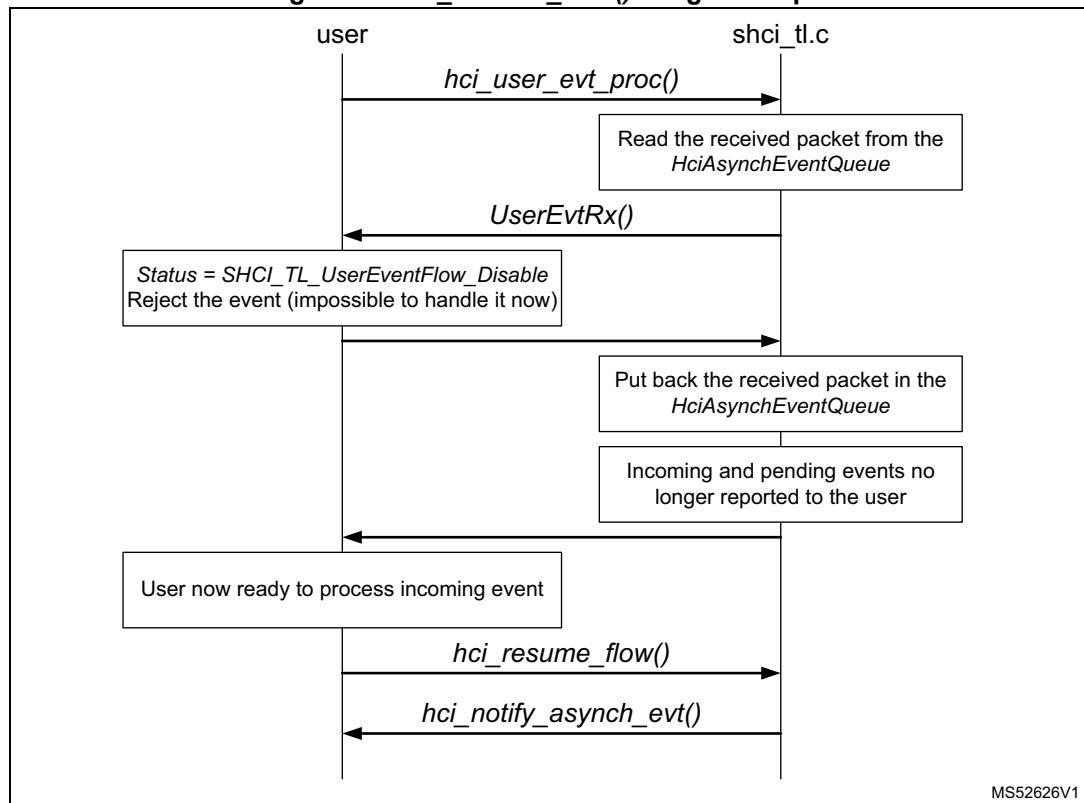 user
shci_tl.c
hci_user_evt_proc()
Read the received packet from the
HciAsynchEventQueue
UserEvtRx()
Status = SHCI_TL_UserEventFlow_Disable
Reject the event (impossible to handle it now)
Put back the received packet in the
HciAsynchEventQueue
Incoming and pending events no
longer reported to the user
User now ready to process incoming event
hci_resume_flow()
hci_notify_asynch_evt()
MS52626V1